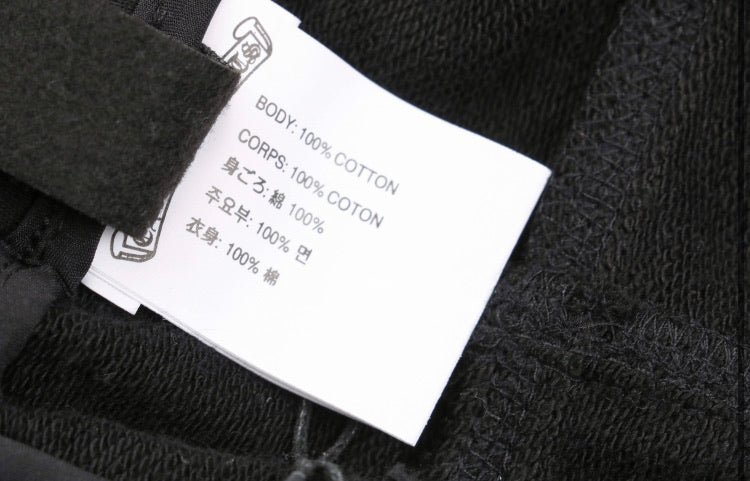 BODY: 100% COTTON
CORPS: 100% COTON
身ごろ: 綿 100%
주요부: 100% 면
衣身: 100% 棉